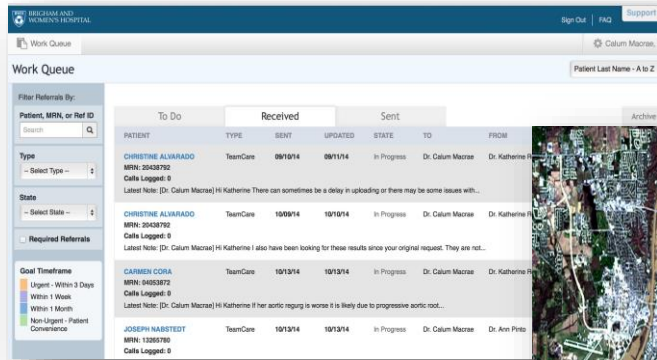 BRIGHAM AND
WOMEN'S HOSPITAL
Sign Out | FAQ
Support
Work Queue
Calum Macrae,
Work Queue
Patient Last Name - A to Z
Filter Referrals By:
Patient, MRN, or Ref ID
Search
Type
-- Select Type --
State
-- Select State --
Required Referrals
Goal Timeframe
Urgent - Within 3 Days
Within 1 Week
Within 1 Month
Non-Urgent - Patient
Convenience
To Do Received Sent Archive
PATIENT TYPE SENT UPDATED STATE TO FROM
CHRISTINE ALVARADO TeamCare 09/10/14 09/11/14 In Progress Dr. Calum Macrae Dr. Katherine R
MRN: 20438792
Calls Logged: 0
Latest Note: [Dr. Calum Macrae] Hi Katherine There can sometimes be a delay in uploading or there may be some issues with...
CHRISTINE ALVARADO TeamCare 10/09/14 10/10/14 In Progress Dr. Calum Macrae Dr. Katherine R
MRN: 20438792
Calls Logged: 0
Latest Note: [Dr. Calum Macrae] Hi Katherine I also have been looking for these results since your original request. They are not...
CARMEN CORA TeamCare 10/13/14 10/13/14 In Progress Dr. Calum Macrae Dr. Katherine R
MRN: 04053872
Calls Logged: 0
Latest Note: [Dr. Calum Macrae] Hi Katherine If her aortic regurg is worse it is likely due to progressive aortic root...
JOSEPH NABSTEDT TeamCare 10/13/14 10/13/14 In Progress Dr. Calum Macrae Dr. Ann Pinto
MRN: 13265780
Calls Logged: 0